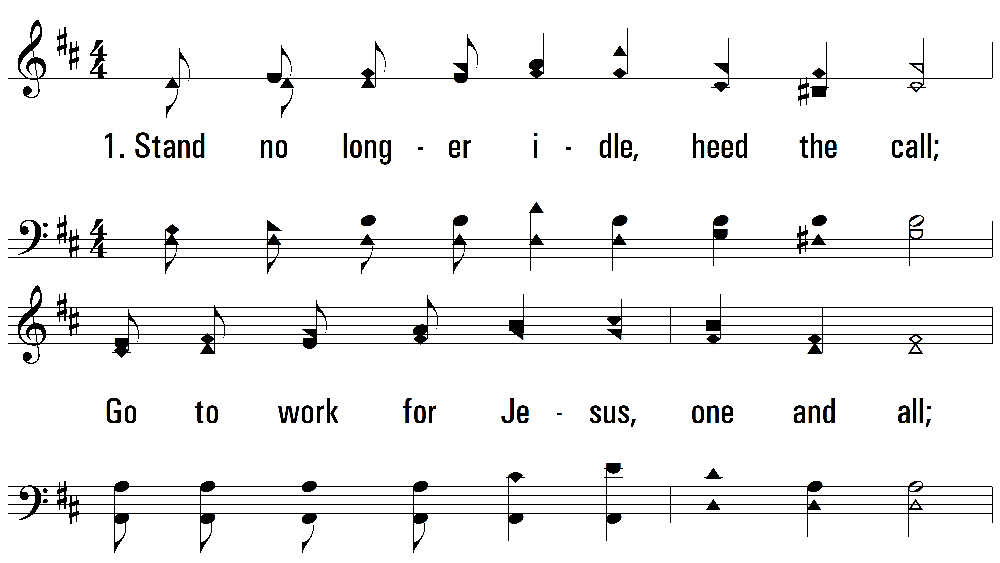 1. Stand no long - er i - dle, heed the call;
Go to work for Je - sus, one and all;